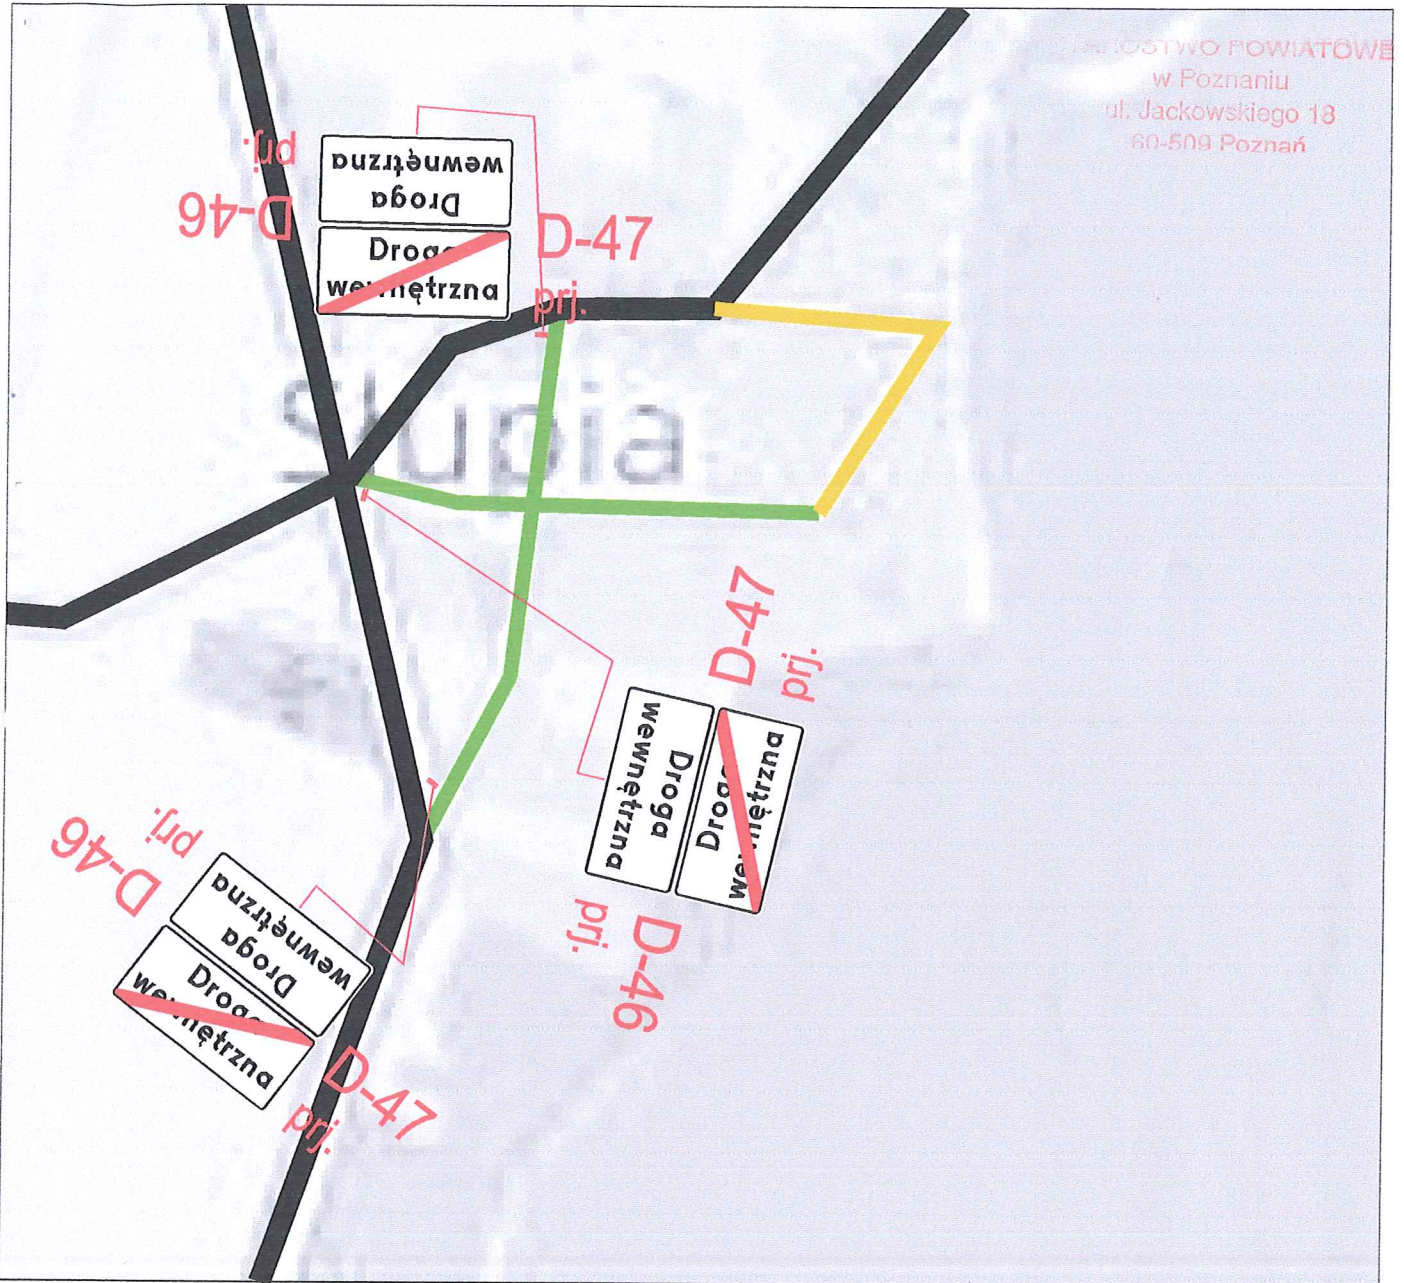 STAROSTWO POWIATOWE
w Poznaniu
ul. Jackowskiego 18
60-509 Poznań
prj.
D-46
Droga
wewnętrzna
Droga
wewnętrzna
D-47
prj.
Słupia
D-47
prj.
Droga
wewnętrzna
Droga
wewnętrzna
prj.
D-46
prj.
D-46
Droga
wewnętrzna
Droga
wewnętrzna
D-47
prj.